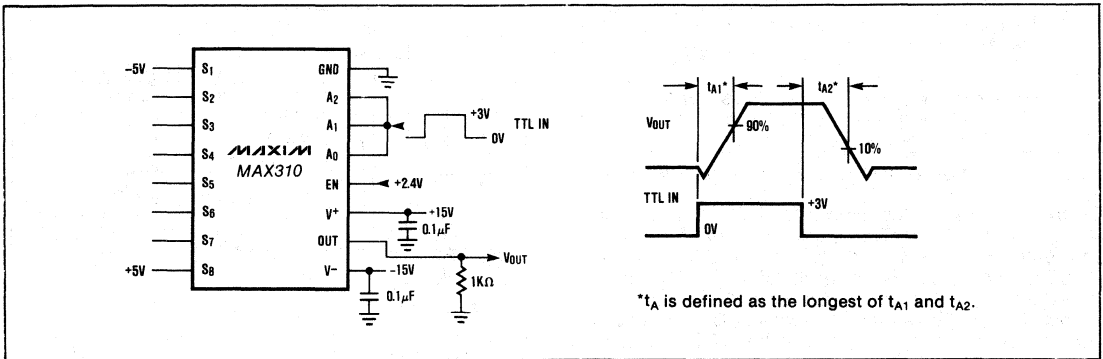 -5V
S1
S2
S3
S4
S5
S6
S7
+5V
S8
MAXIM
MAX310
GND
A2
A1
A0
EN
V+
OUT
V-
+3V
0V
TTL IN
+2.4V
+15V
0.1µF
VOUT
-15V
0.1µF
1KΩ
tA1*
tA2*
VOUT
90%
10%
TTL IN
+3V
0V
*tA is defined as the longest of tA1 and tA2.